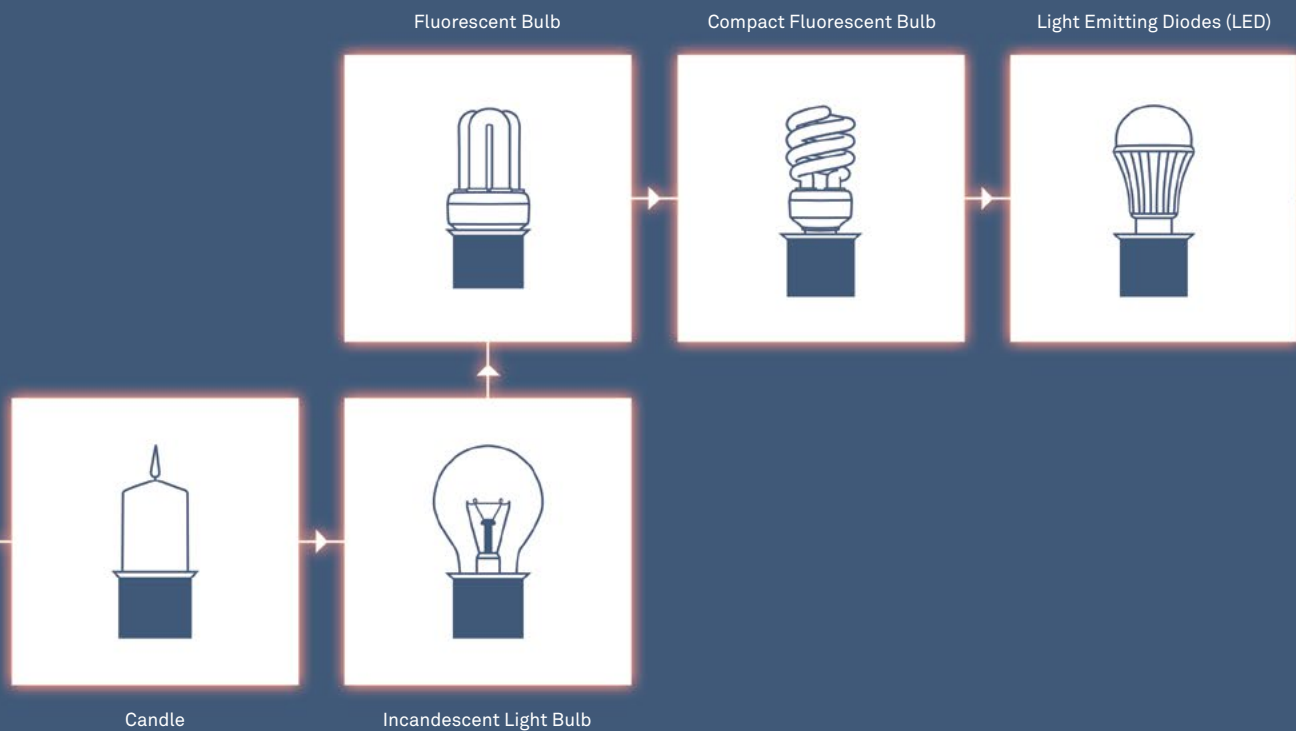 Fluorescent Bulb
Compact Fluorescent Bulb
Light Emitting Diodes (LED)
Candle
Incandescent Light Bulb